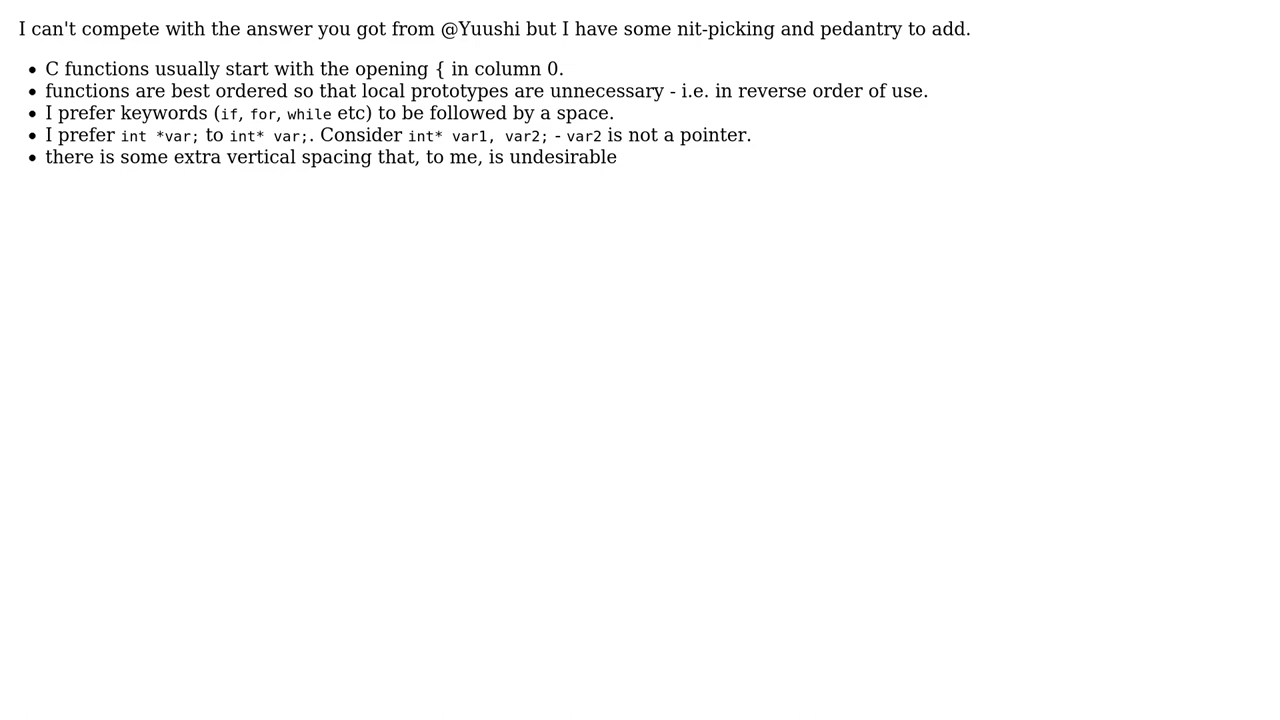 I can't compete with the answer you got from @Yuushi but I have some nit-picking and pedantry to add.
• C functions usually start with the opening { in column 0.
• functions are best ordered so that local prototypes are unnecessary - i.e. in reverse order of use.
• I prefer keywords (if, for, while etc) to be followed by a space.
• I prefer int *var; to int* var;. Consider int* var1, var2; - var2 is not a pointer.
• there is some extra vertical spacing that, to me, is undesirable